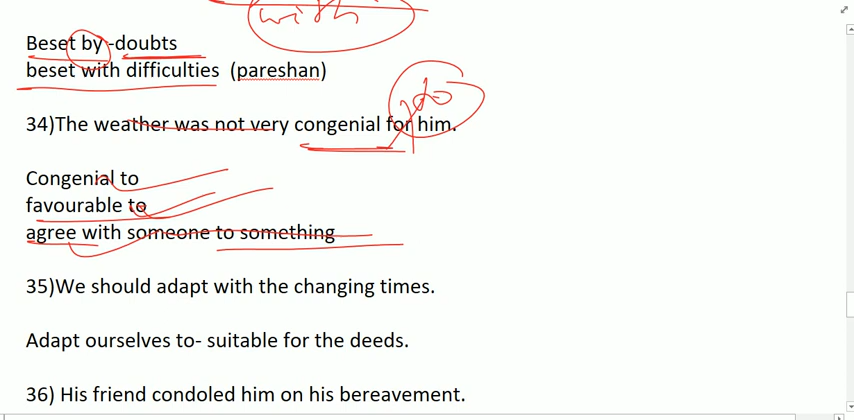 with
Beset by -doubts
beset with difficulties (pareshan)
to
34)The weather was not very congenial for him.
Congenial to
favourable to
agree with someone to something
35)We should adapt with the changing times.
Adapt ourselves to- suitable for the deeds.
36) His friend condoled him on his bereavement.